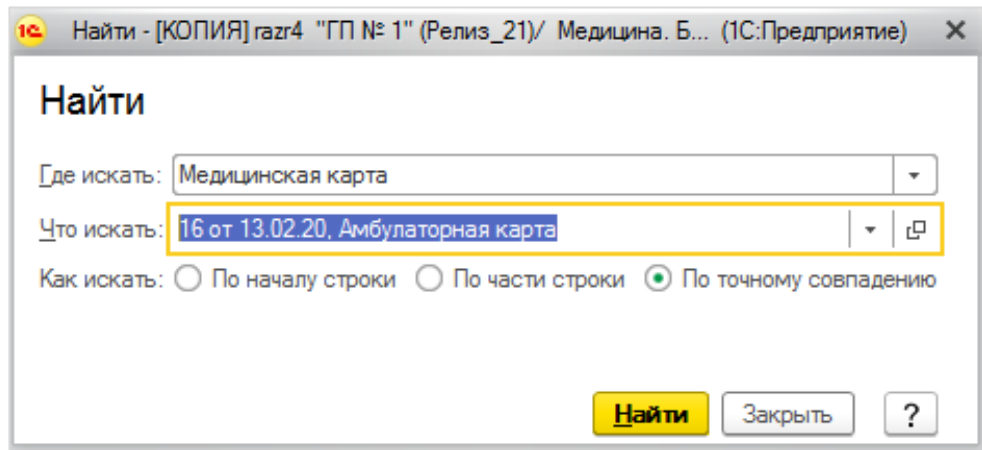 1С Найти - [КОПИЯ] razr4 "ГП № 1" (Релиз_21)/ Медицина. Б... (1С:Предприятие)
Найти
Где искать: Медицинская карта
Что искать: 16 от 13.02.20, Амбулаторная карта
Как искать: По началу строки По части строки По точному совпадению
Найти Закрыть ?